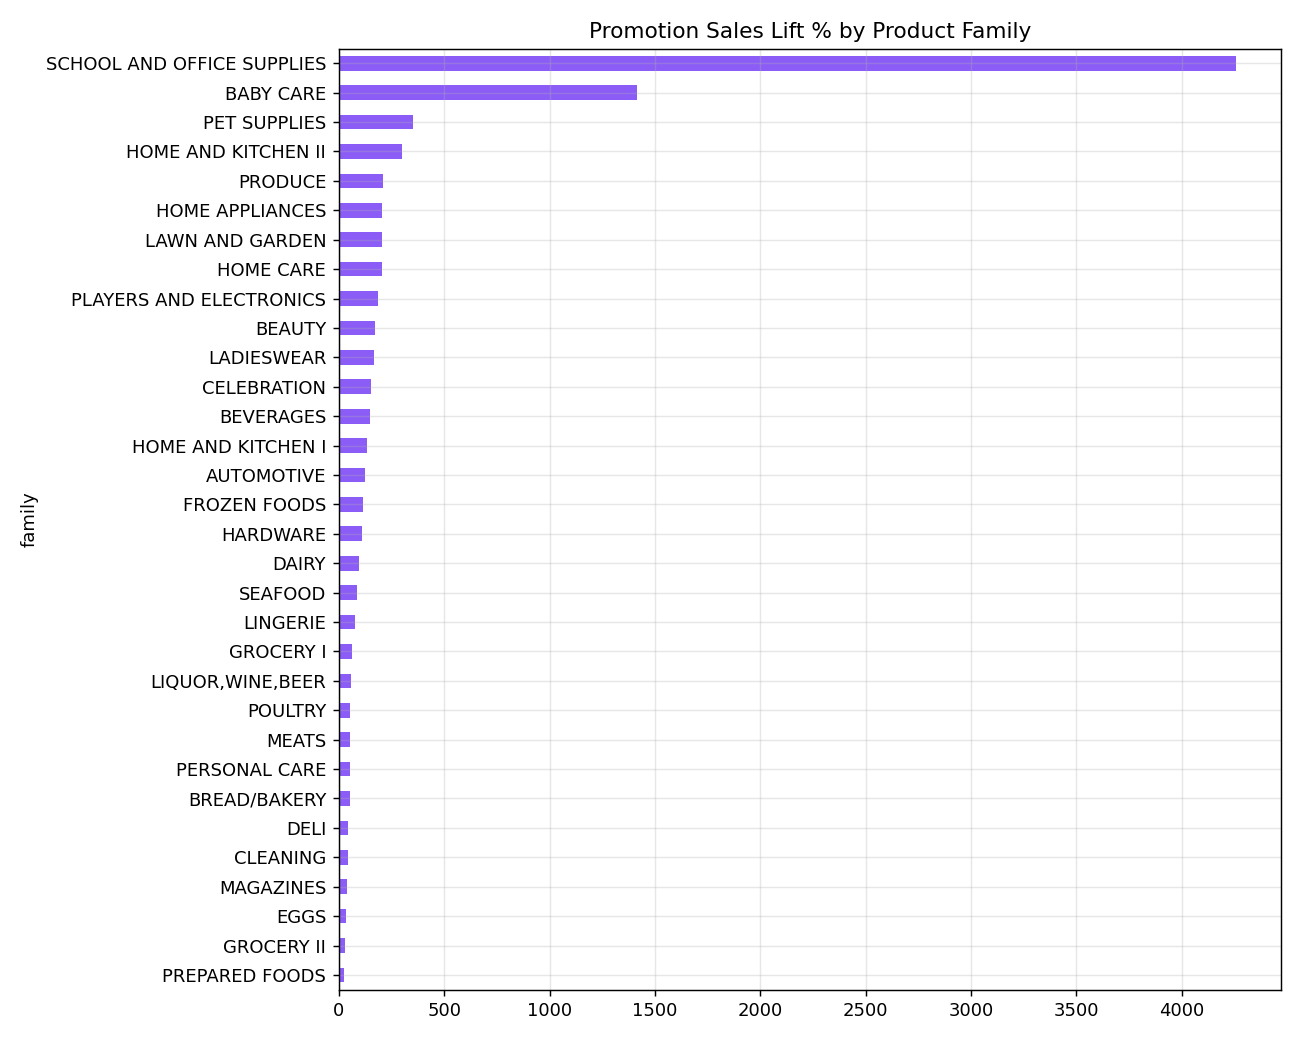 Promotion Sales Lift % by Product Family
SCHOOL AND OFFICE SUPPLIES
BABY CARE
PET SUPPLIES
HOME AND KITCHEN II
PRODUCE
HOME APPLIANCES
LAWN AND GARDEN
HOME CARE
PLAYERS AND ELECTRONICS
BEAUTY
LADIESWEAR
CELEBRATION
BEVERAGES
HOME AND KITCHEN I
AUTOMOTIVE
FROZEN FOODS
HARDWARE
DAIRY
SEAFOOD
LINGERIE
GROCERY I
LIQUOR,WINE,BEER
POULTRY
MEATS
PERSONAL CARE
BREAD/BAKERY
DELI
CLEANING
MAGAZINES
EGGS
GROCERY II
PREPARED FOODS
family
0 500 1000 1500 2000 2500 3000 3500 4000